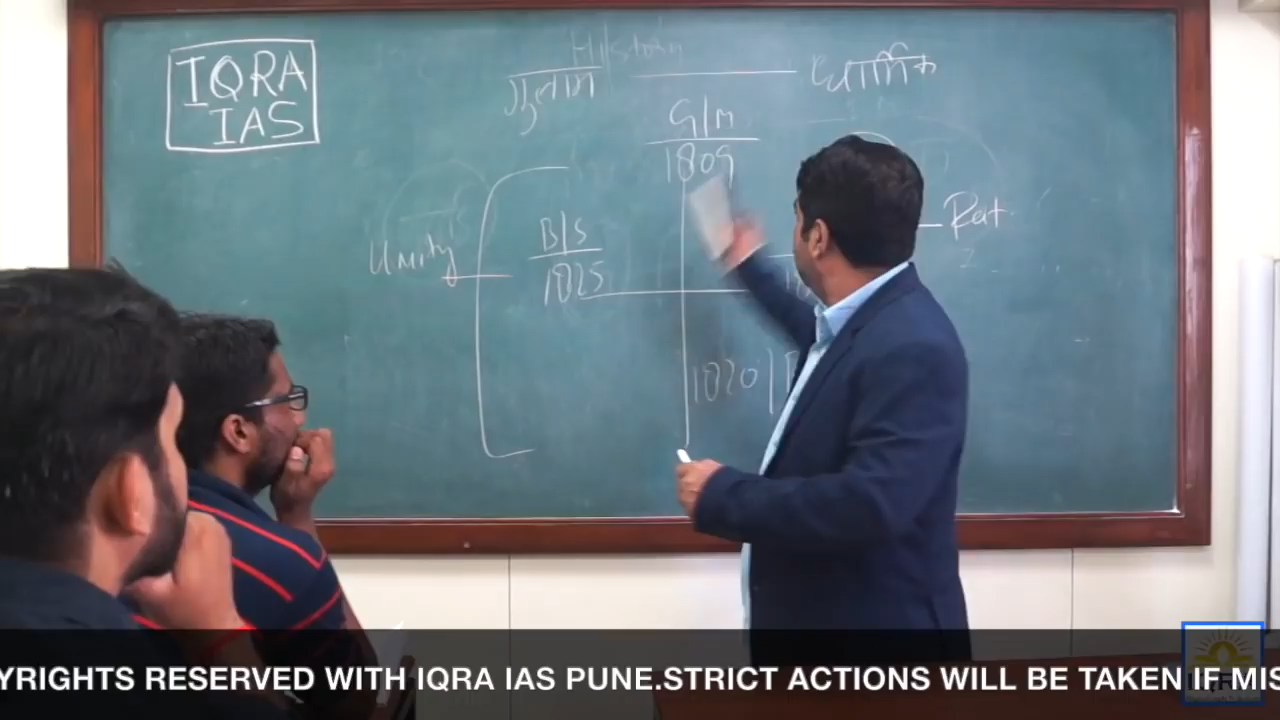 IQRA
IAS
History
गुलाम
धार्मिक
G/M
1809
Unity
B/S
1825
Rat
1820
YRIGHTS RESERVED WITH IQRA IAS PUNE.STRICT ACTIONS WILL BE TAKEN IF MIS